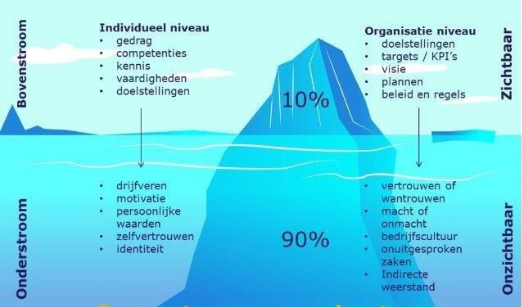 Bovenstroom
Individueel niveau
• gedrag
• competenties
• kennis
• vaardigheden
• doelstellingen
10%
Organisatie niveau
• doelstellingen
• targets / KPI's
• visie
• plannen
• beleid en regels
Zichtbaar
Onderstroom
• drijfveren
• motivatie
• persoonlijke
waarden
• zelfvertrouwen
• identiteit
90%
• vertrouwen of
wantrouwen
• macht of
onmacht
• bedrijfscultuur
• onuitgesproken
zaken
• Indirecte
weerstand
Onzichtbaar